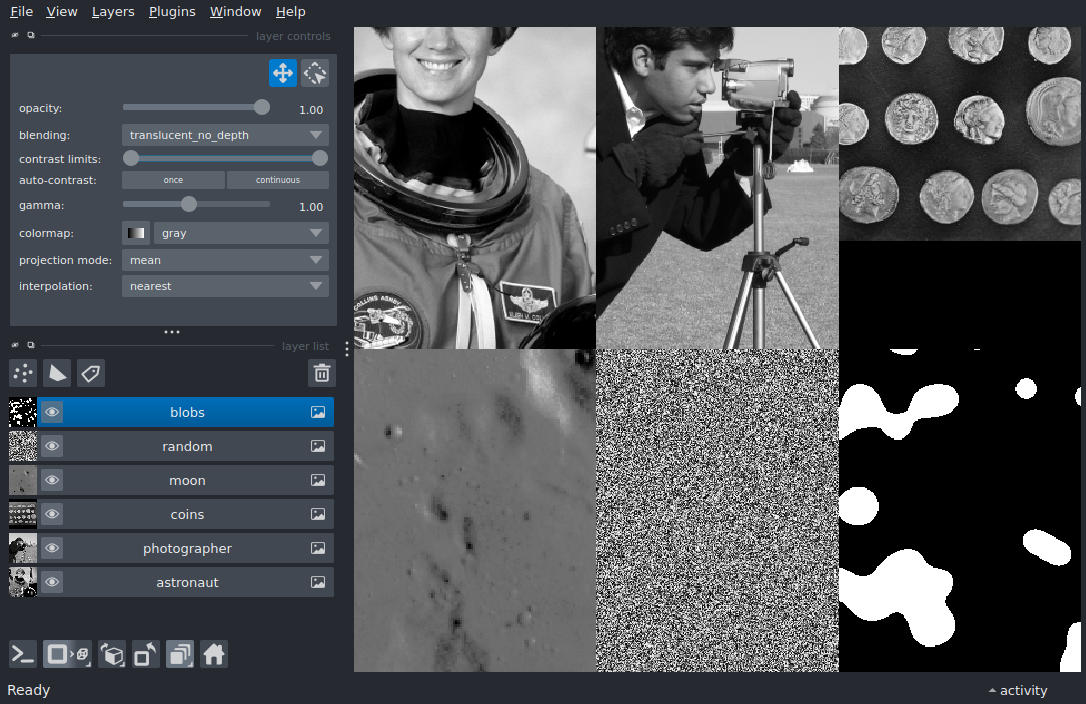 File View Layers Plugins Window Help
layer controls
opacity: 1.00
blending: translucent_no_depth
contrast limits:
auto-contrast: once continuous
gamma: 1.00
colormap: gray
projection mode: mean
interpolation: nearest
layer list
blobs
random
moon
coins
photographer
astronaut
Ready activity